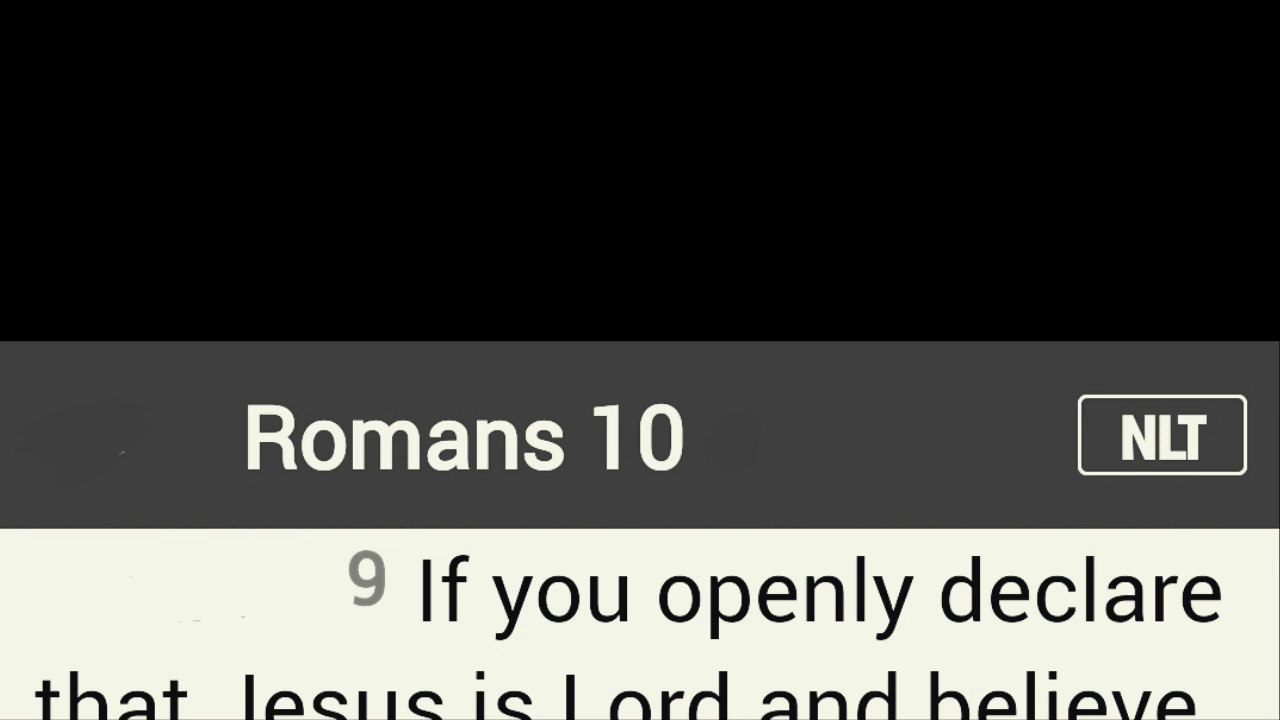 Romans 10
NLT
9 If you openly declare
that Jesus is Lord and believe